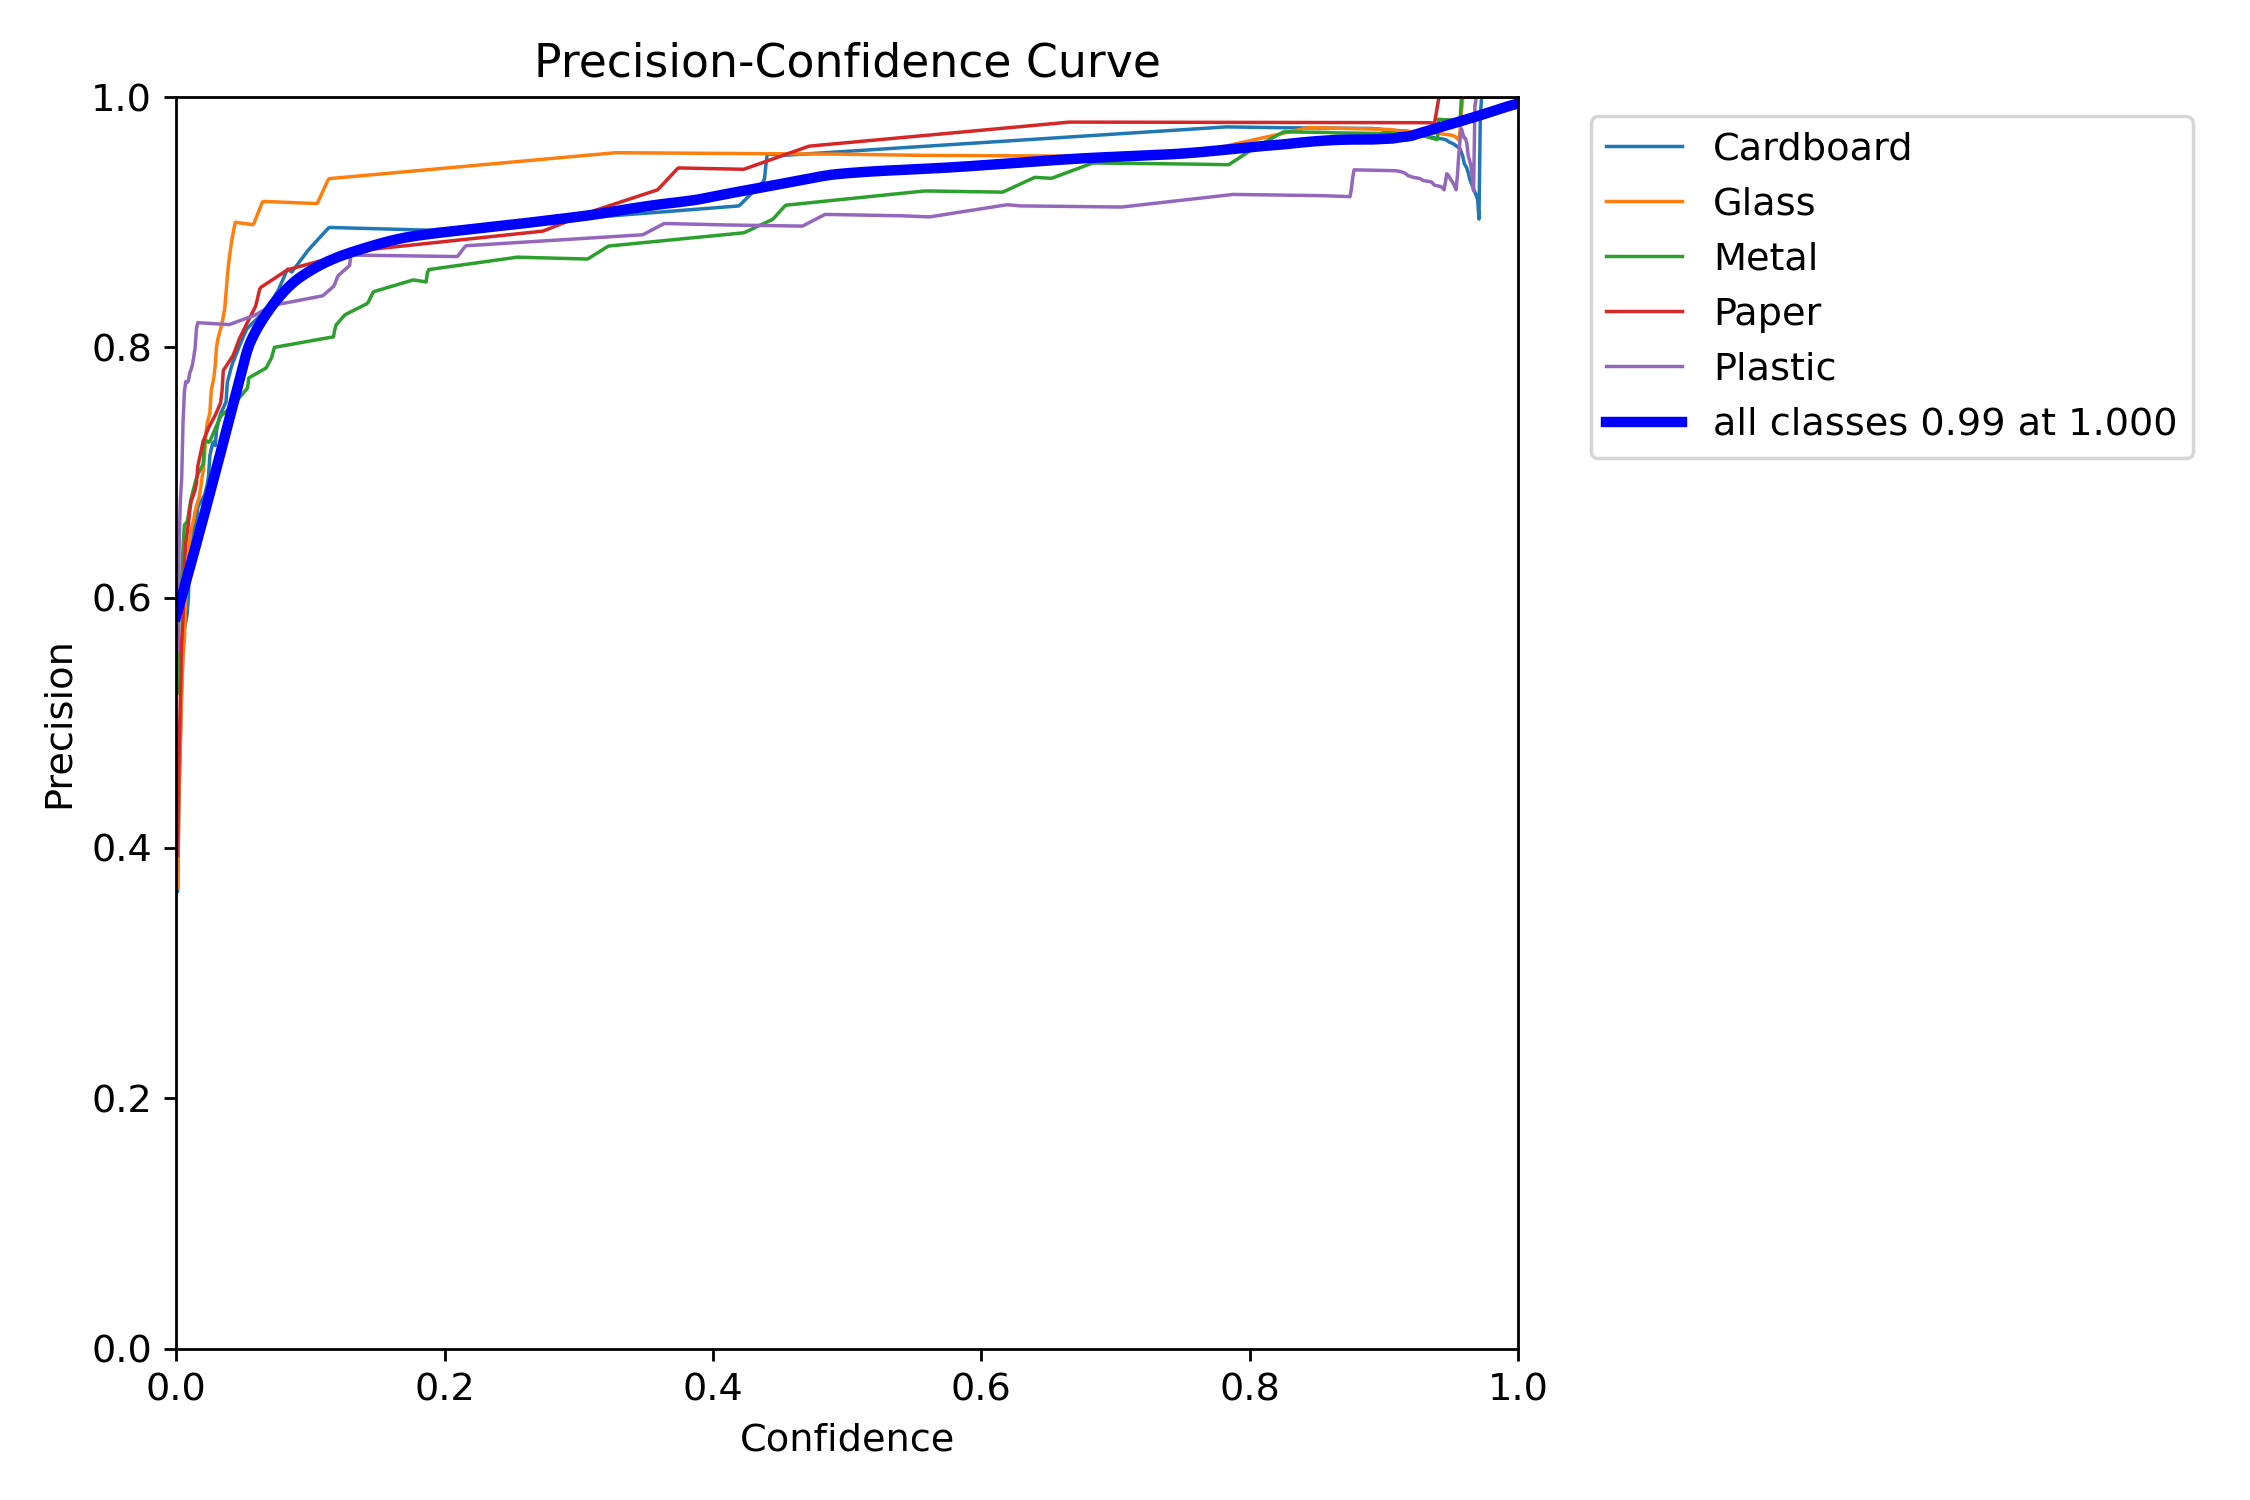 Precision-Confidence Curve
1.0
0.8
0.6
0.4
0.2
0.0
Precision
0.0 0.2 0.4 0.6 0.8 1.0
Confidence
Cardboard
Glass
Metal
Paper
Plastic
all classes 0.99 at 1.000